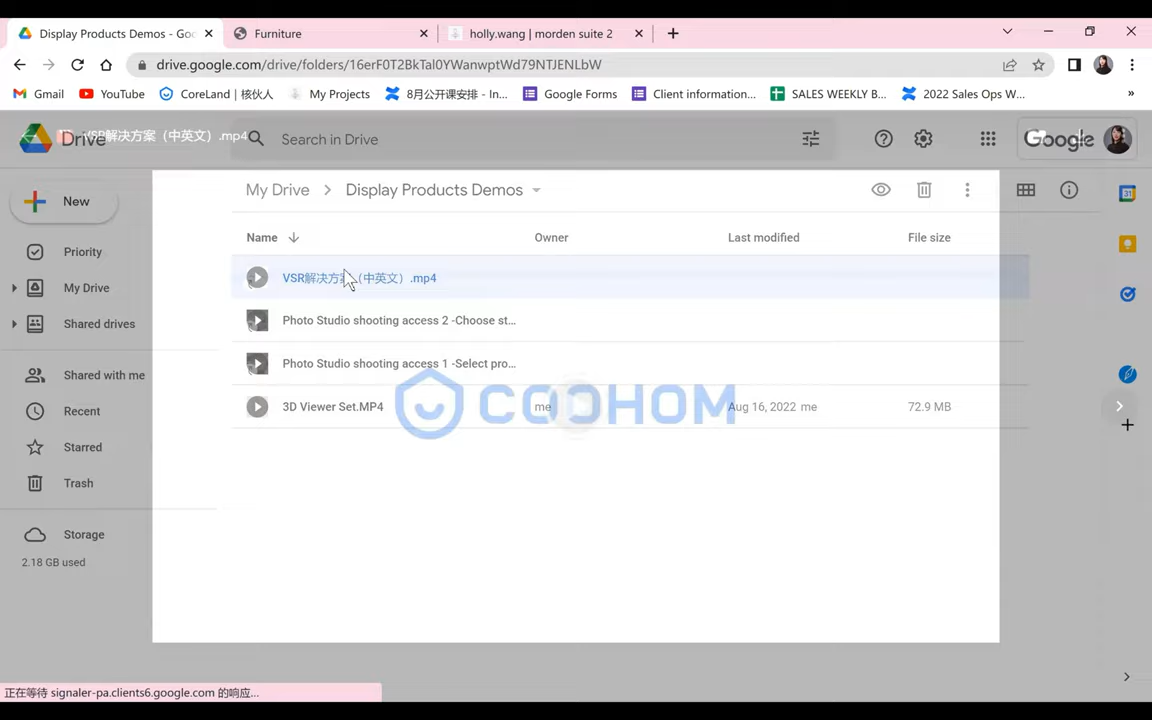 Display Products Demos - Goo
Furniture
holly.wang | morden suite 2
drive.google.com/drive/folders/16erF0T2BkTal0YWanwptWd79NTJENLbW
Gmail
YouTube
CoreLand | 核伙人
My Projects
8月公开课安排 - In...
Google Forms
Client information...
SALES WEEKLY B...
2022 Sales Ops W...
»
Drive
VSR解决方案（中英文）.mp4
Search in Drive
Google
New
My Drive
Display Products Demos
31
Name
Owner
Last modified
File size
Priority
VSR解决方案（中英文）.mp4
My Drive
Photo Studio shooting access 2 -Choose st...
Shared drives
Photo Studio shooting access 1 -Select pro...
Shared with me
3D Viewer Set.MP4
me
Aug 16, 2022 me
72.9 MB
COOHOM
Recent
Starred
Trash
Storage
2.18 GB used
正在等待 signaler-pa.clients6.google.com 的响应...